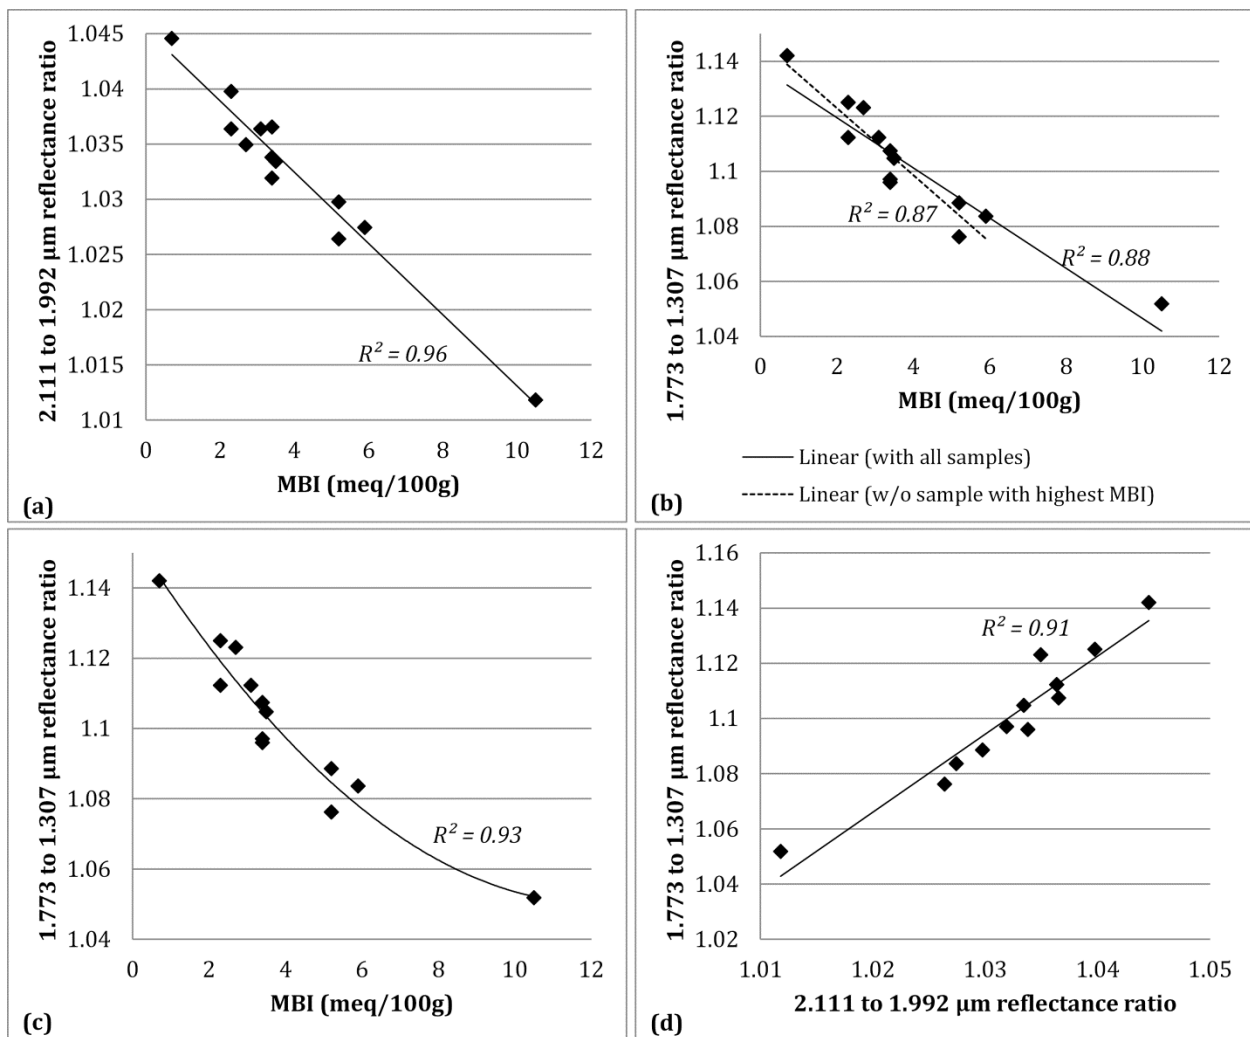 2.111 to 1.992 µm reflectance ratio
1.045
1.04
1.035
1.03
1.025
1.02
1.015
1.01
R² = 0.96
0 2 4 6 8 10 12
MBI (meq/100g)
(a)
1.773 to 1.307 µm reflectance ratio
1.14
1.12
1.1
1.08
1.06
1.04
R² = 0.87
R² = 0.88
0 2 4 6 8 10 12
MBI (meq/100g)
Linear (with all samples)
Linear (w/o sample with highest MBI)
(b)
1.773 to 1.307 µm reflectance ratio
1.14
1.12
1.1
1.08
1.06
1.04
R² = 0.93
0 2 4 6 8 10 12
MBI (meq/100g)
(c)
1.773 to 1.307 µm reflectance ratio
1.16
1.14
1.12
1.1
1.08
1.06
1.04
1.02
R² = 0.91
1.01 1.02 1.03 1.04 1.05
2.111 to 1.992 µm reflectance ratio
(d)